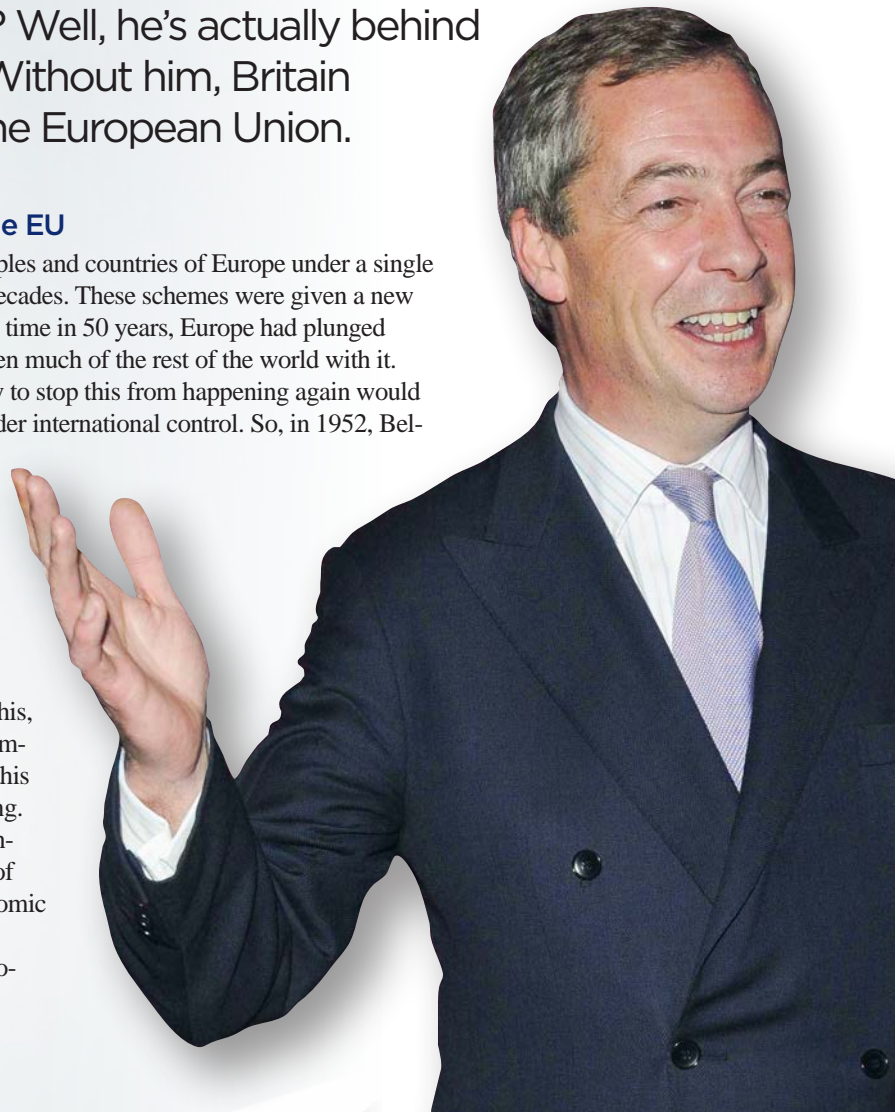 ? Well, he’s actually behind
Without him, Britain
he European Union.
e EU
ples and countries of Europe under a single
ecades. These schemes were given a new
time in 50 years, Europe had plunged
en much of the rest of the world with it.
y to stop this from happening again would
der international control. So, in 1952, Bel-
his,
m-
his
ng.
n-
of
omic
o-